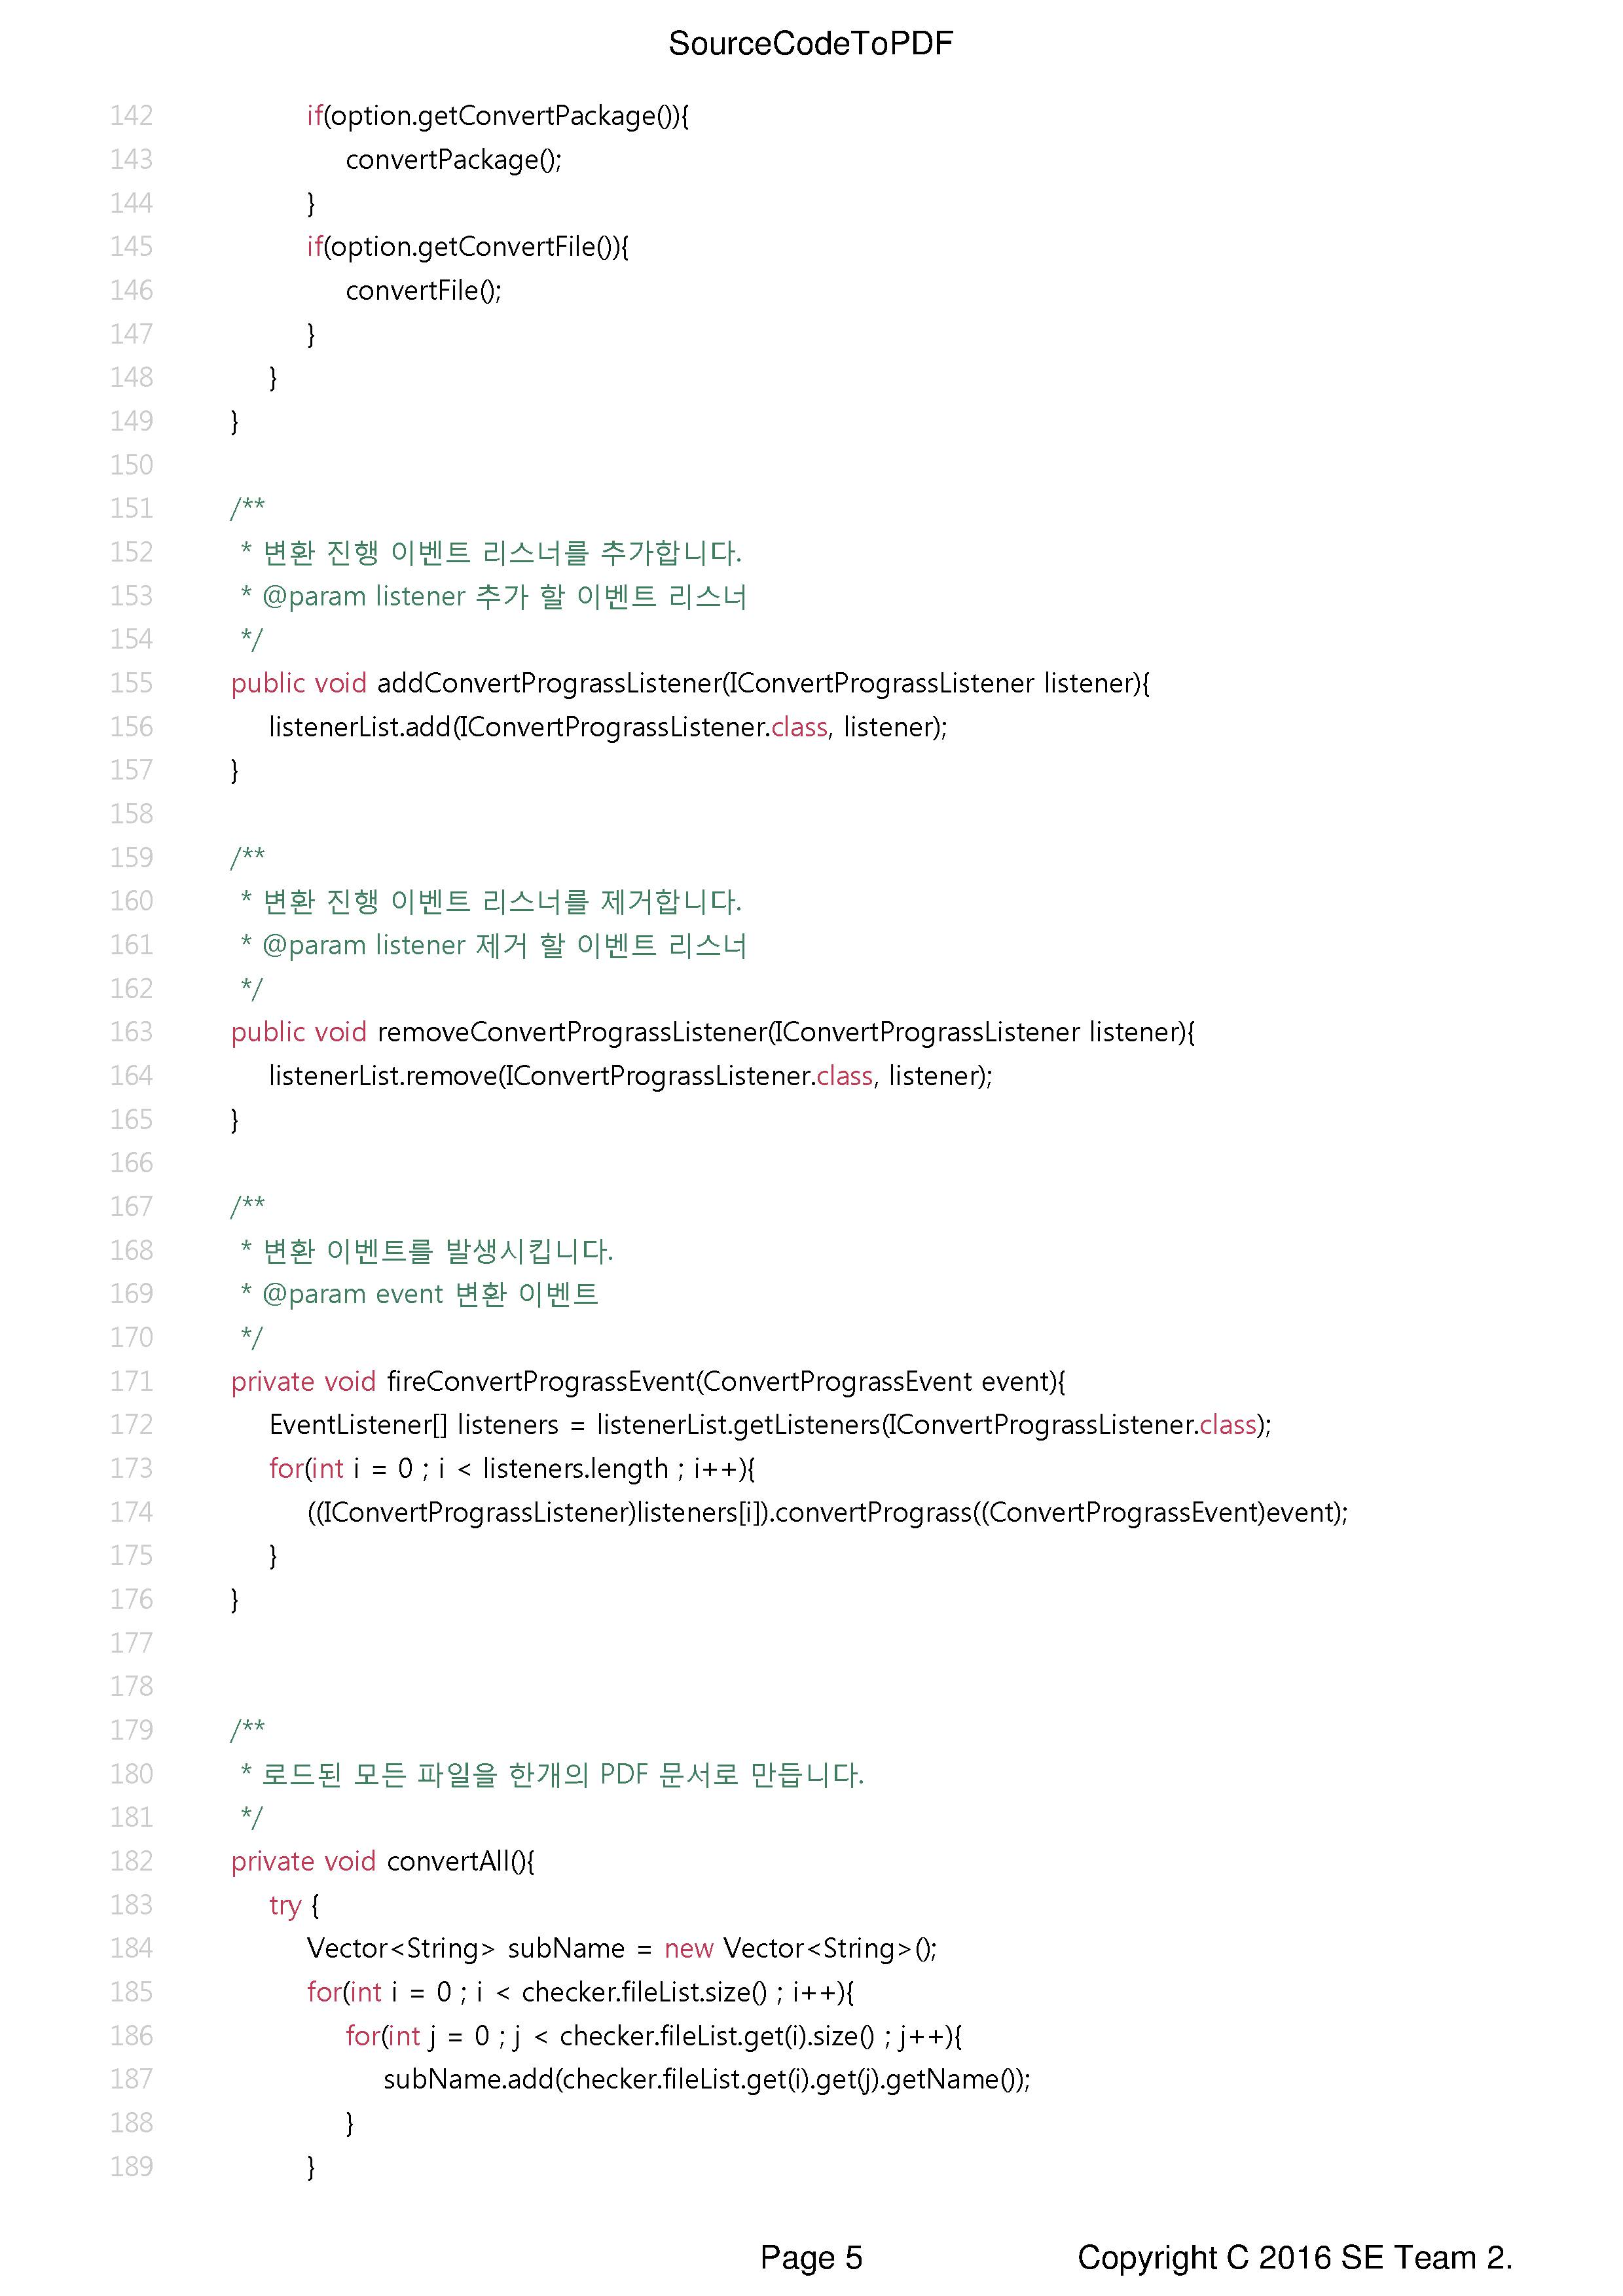 SourceCodeToPDF
142 if(option.getConvertPackage()){
143 convertPackage();
144 }
145 if(option.getConvertFile()){
146 convertFile();
147 }
148 }
149 }
150
151 /**
152 * 변환 진행 이벤트 리스너를 추가합니다.
153 * @param listener 추가 할 이벤트 리스너
154 */
155 public void addConvertPrograssListener(IConvertPrograssListener listener){
156 listenerList.add(IConvertPrograssListener.class, listener);
157 }
158
159 /**
160 * 변환 진행 이벤트 리스너를 제거합니다.
161 * @param listener 제거 할 이벤트 리스너
162 */
163 public void removeConvertPrograssListener(IConvertPrograssListener listener){
164 listenerList.remove(IConvertPrograssListener.class, listener);
165 }
166
167 /**
168 * 변환 이벤트를 발생시킵니다.
169 * @param event 변환 이벤트
170 */
171 private void fireConvertPrograssEvent(ConvertPrograssEvent event){
172 EventListener[] listeners = listenerList.getListeners(IConvertPrograssListener.class);
173 for(int i = 0 ; i < listeners.length ; i++){
174 ((IConvertPrograssListener)listeners[i]).convertPrograss((ConvertPrograssEvent)event);
175 }
176 }
177
178
179 /**
180 * 로드된 모든 파일을 한개의 PDF 문서로 만듭니다.
181 */
182 private void convertAll(){
183 try {
184 Vector<String> subName = new Vector<String>();
185 for(int i = 0 ; i < checker.fileList.size() ; i++){
186 for(int j = 0 ; j < checker.fileList.get(i).size() ; j++){
187 subName.add(checker.fileList.get(i).get(j).getName());
188 }
189 }
Page 5 Copyright C 2016 SE Team 2.